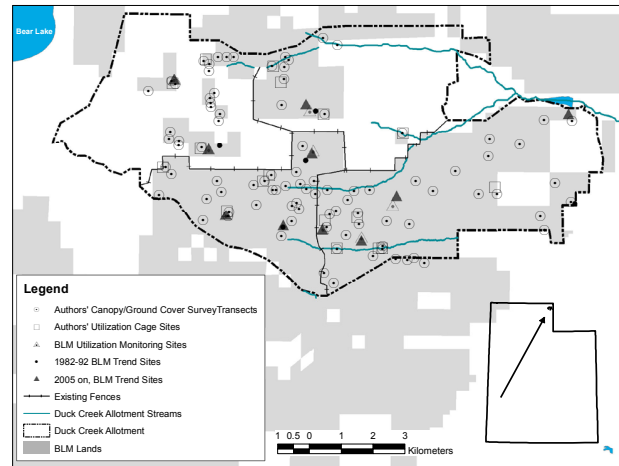 Bear Lake
Legend
Authors' Canopy/Ground Cover SurveyTransects
Authors' Utilization Cage Sites
BLM Utilization Monitoring Sites
1982-92 BLM Trend Sites
2005 on, BLM Trend Sites
Existing Fences
Duck Creek Allotment Streams
Duck Creek Allotment
BLM Lands
1 0.5 0 1 2 3
Kilometers